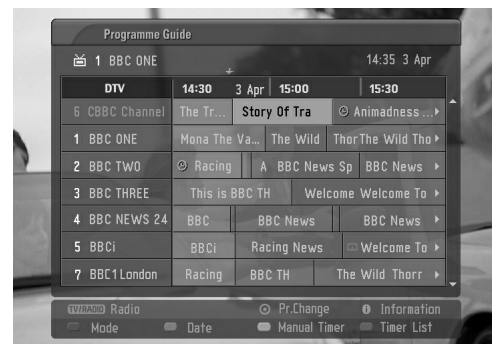 Programme Guide
1 BBC ONE 14:35 3 Apr
DTV 14:30 3 Apr 15:00 15:30
6 CBBC Channel The Tr... Story Of Tra Animadness ...
1 BBC ONE Mona The Va... The Wild ThorThe Wild Tho
2 BBC TWO Racing A BBC News Sp BBC News
3 BBC THREE This is BBC TH Welcome Welcome To
4 BBC NEWS 24 BBC BBC News BBC News
5 BBCi BBCi Racing News Welcome To
7 BBC1 London Racing BBC TH The Wild Thorr
TV/RADIO Radio Pr.Change Information
Mode Date Manual Timer Timer List